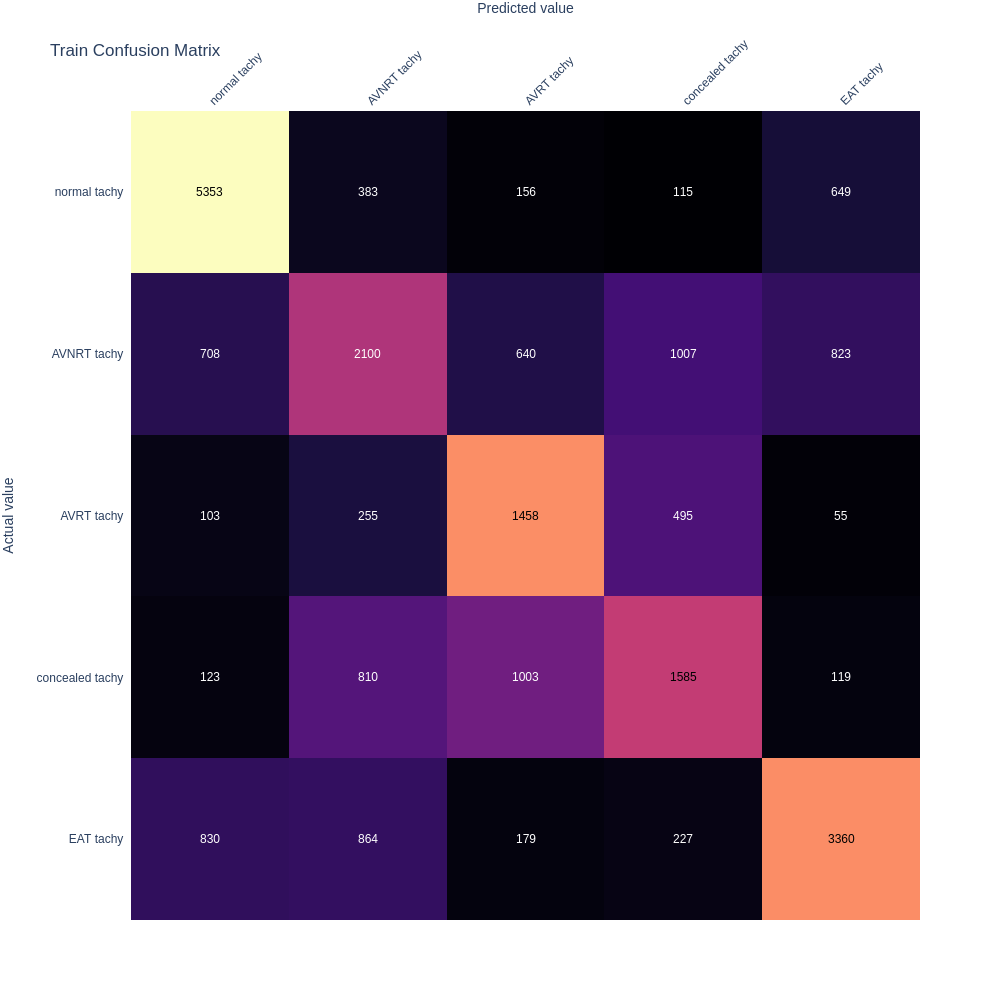 Predicted value
Train Confusion Matrix
normal tachy AVNRT tachy AVRT tachy concealed tachy EAT tachy
normal tachy 5353 383 156 115 649
AVNRT tachy 708 2100 640 1007 823
AVRT tachy 103 255 1458 495 55
Actual value
concealed tachy 123 810 1003 1585 119
EAT tachy 830 864 179 227 3360